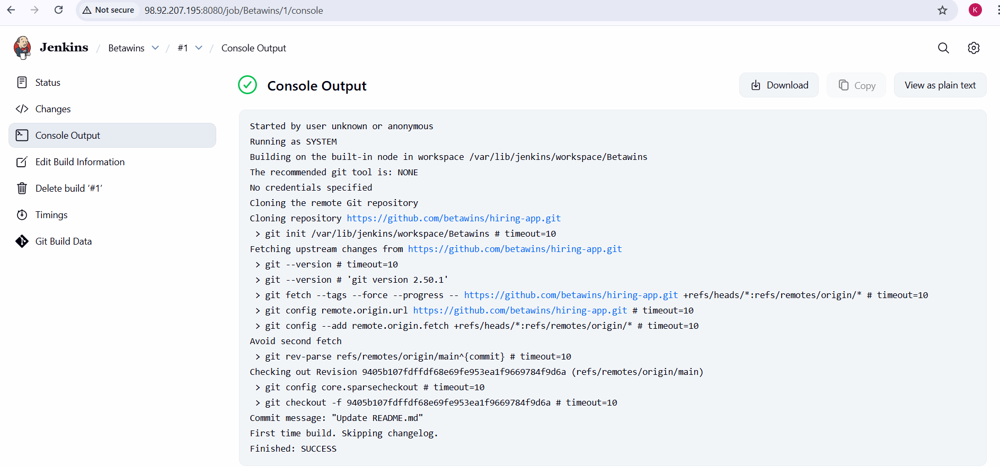 Not secure 98.92.207.195:8080/job/Betawins/1/console K
Jenkins / Betawins / #1 / Console Output
Status
Changes
Console Output
Edit Build Information
Delete build ‘#1’
Timings
Git Build Data
Console Output
Download Copy View as plain text
Started by user unknown or anonymous
Running as SYSTEM
Building on the built-in node in workspace /var/lib/jenkins/workspace/Betawins
The recommended git tool is: NONE
No credentials specified
Cloning the remote Git repository
Cloning repository https://github.com/betawins/hiring-app.git
> git init /var/lib/jenkins/workspace/Betawins # timeout=10
Fetching upstream changes from https://github.com/betawins/hiring-app.git
> git --version # timeout=10
> git --version # 'git version 2.50.1'
> git fetch --tags --force --progress -- https://github.com/betawins/hiring-app.git +refs/heads/*:refs/remotes/origin/* # timeout=10
> git config remote.origin.url https://github.com/betawins/hiring-app.git # timeout=10
> git config --add remote.origin.fetch +refs/heads/*:refs/remotes/origin/* # timeout=10
Avoid second fetch
> git rev-parse refs/remotes/origin/main^{commit} # timeout=10
Checking out Revision 9405b107fdffdf68e69fe953ea1f9669784f9d6a (refs/remotes/origin/main)
> git config core.sparsecheckout # timeout=10
> git checkout -f 9405b107fdffdf68e69fe953ea1f9669784f9d6a # timeout=10
Commit message: "Update README.md"
First time build. Skipping changelog.
Finished: SUCCESS